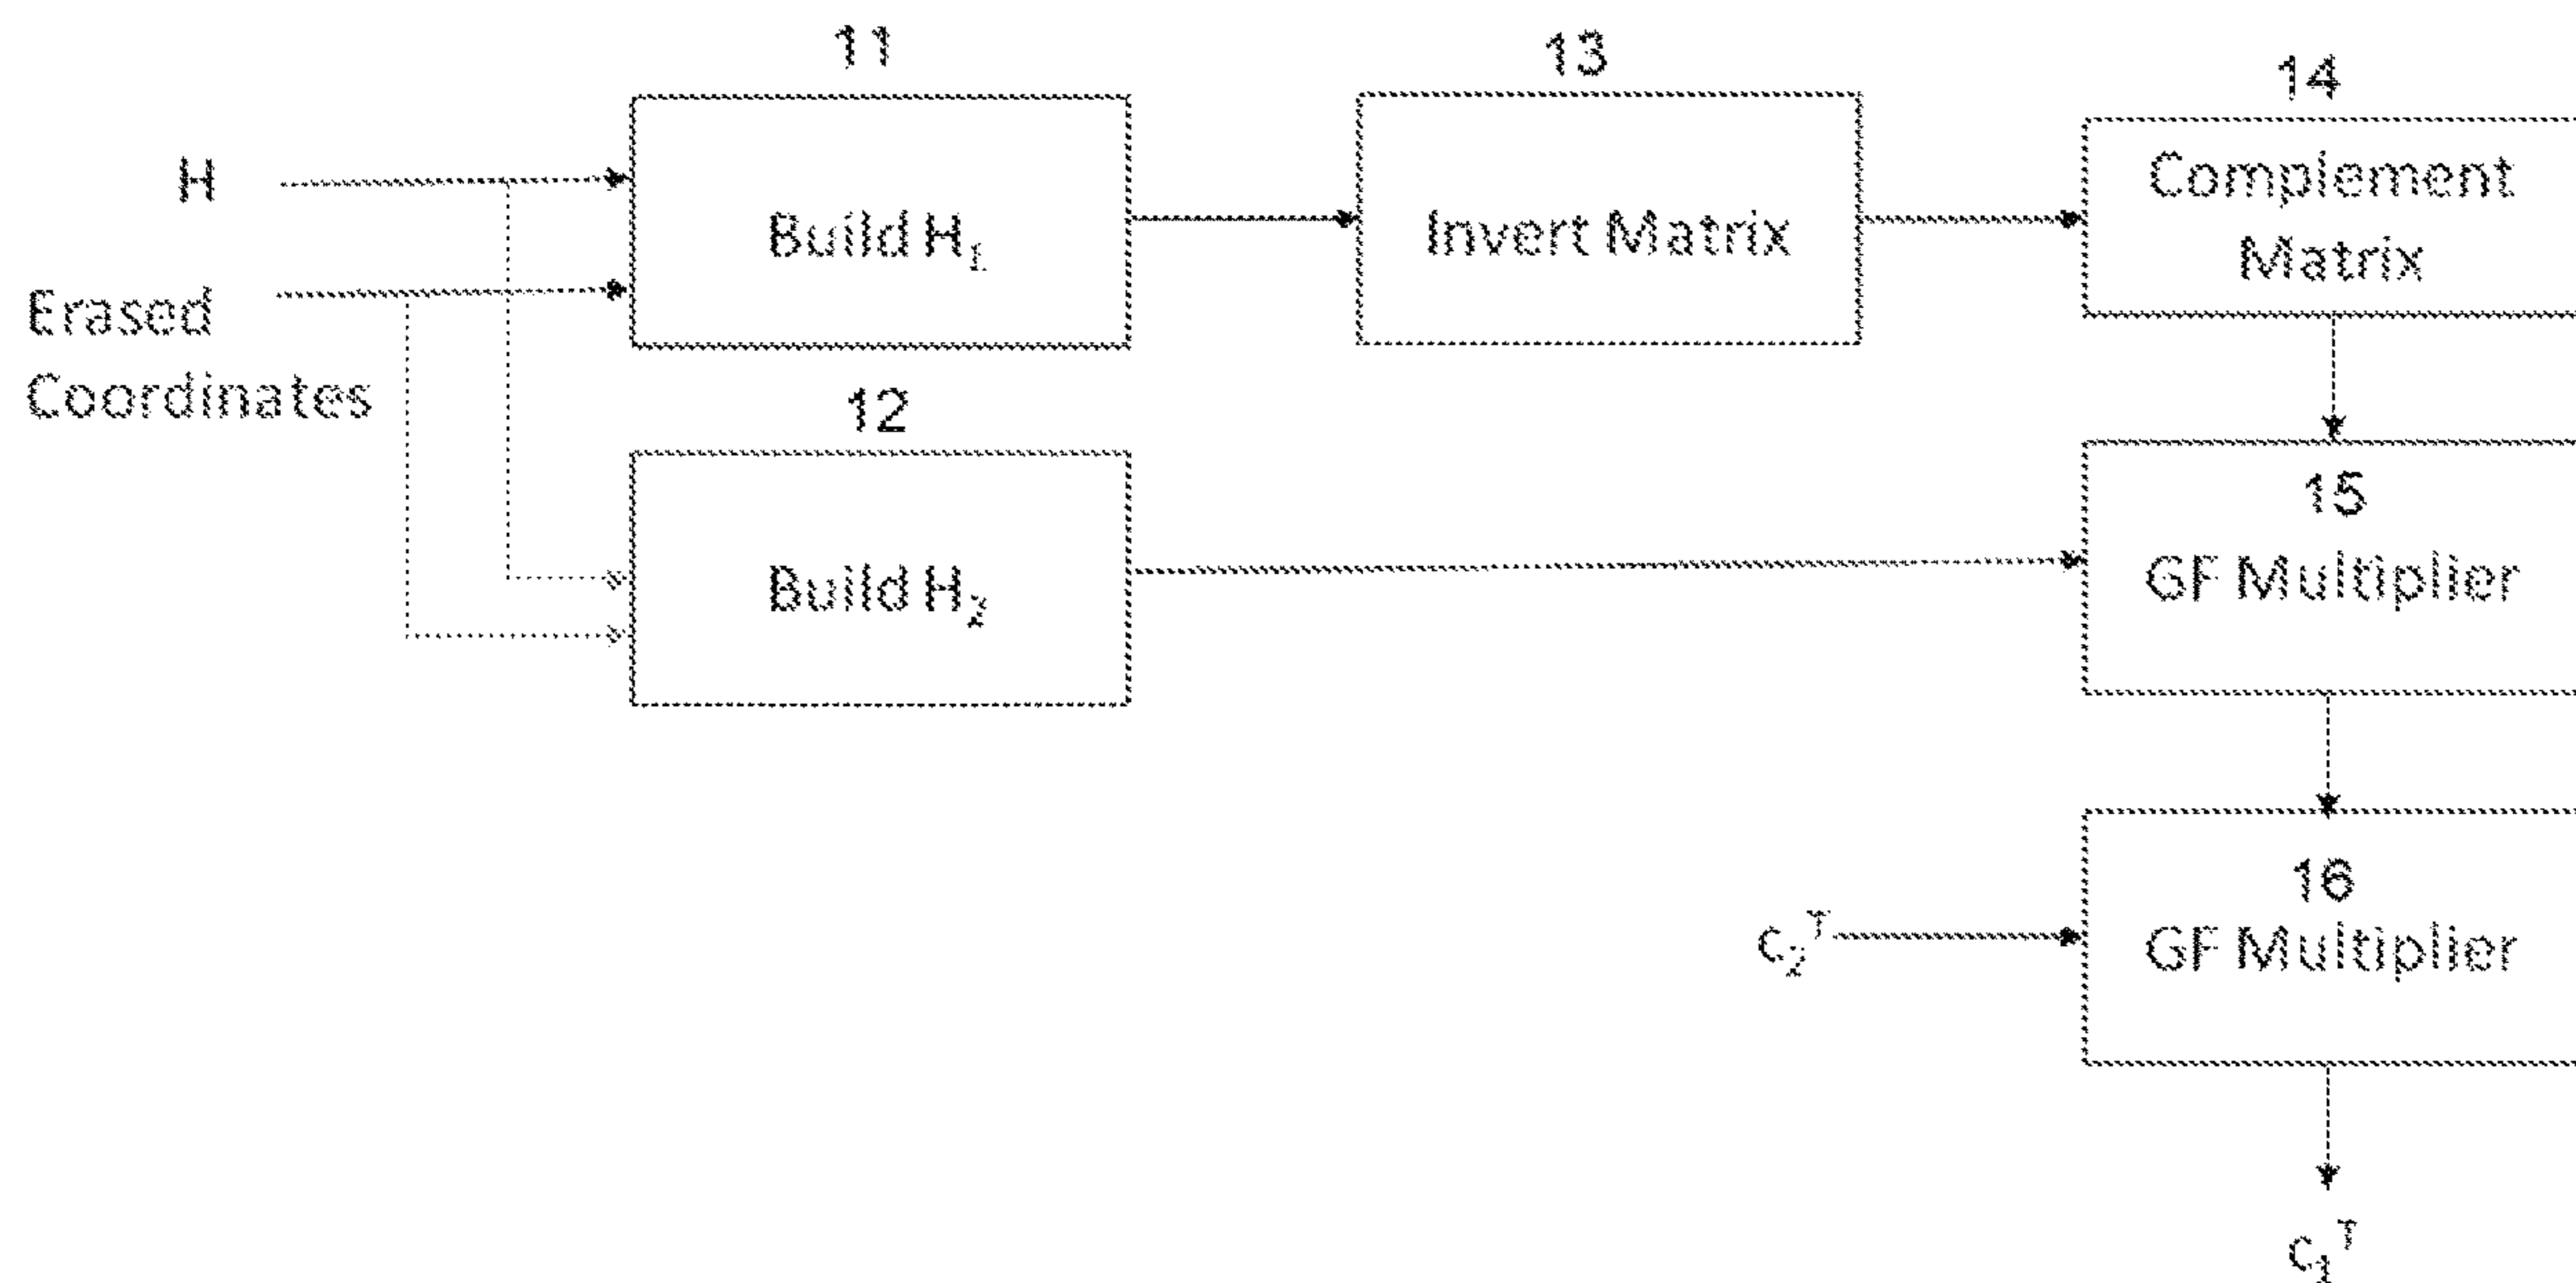 11
13
14
H
Build H₁
Invert Matrix
Complement
Matrix
Erased
Coordinates
12
15
Build H₂
GF Multiplier
16
c₂ᵀ
GF Multiplier
c₁ᵀ